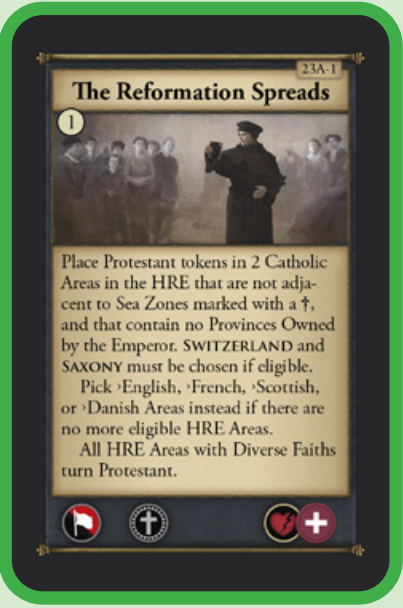 23A-1
The Reformation Spreads
1
Place Protestant tokens in 2 Catholic
Areas in the HRE that are not adja-
cent to Sea Zones marked with a †,
and that contain no Provinces Owned
by the Emperor. SWITZERLAND and
SAXONY must be chosen if eligible.
Pick ›English, ›French, ›Scottish,
or ›Danish Areas instead if there are
no more eligible HRE Areas.
All HRE Areas with Diverse Faiths
turn Protestant.